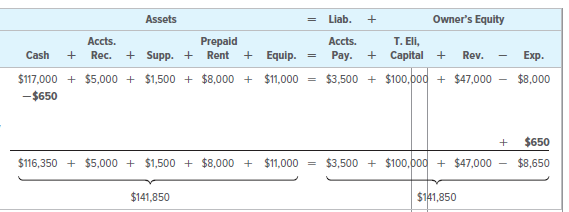 Assets = Liab. + Owner's Equity
Accts. Prepaid Accts. T. Eli,
Cash + Rec. + Supp. + Rent + Equip. = Pay. + Capital + Rev. − Exp.
$117,000 + $5,000 + $1,500 + $8,000 + $11,000 = $3,500 + $100,000 + $47,000 − $8,000
−$650
+ $650
$116,350 + $5,000 + $1,500 + $8,000 + $11,000 = $3,500 + $100,000 + $47,000 − $8,650
$141,850 $141,850